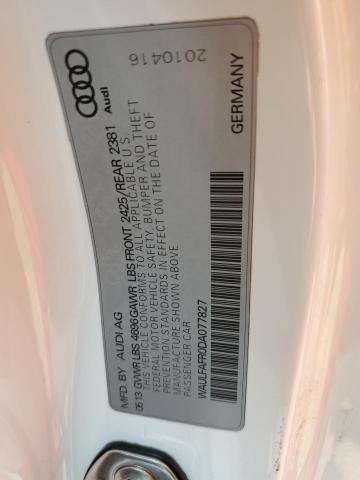 Audi
2010416
MFD. BY AUDI AG
05 13 GVWR LBS 4696 GAWR LBS FRONT 2425/REAR 2381
THIS VEHICLE CONFORMS TO ALL APPLICABLE U S
FEDERAL MOTOR VEHICLE SAFETY, BUMPER AND THEFT
PREVENTION STANDARDS IN EFFECT ON THE DATE OF
MANUFACTURE SHOWN ABOVE
PASSENGER CAR
WAULFAFR0DA077827
GERMANY